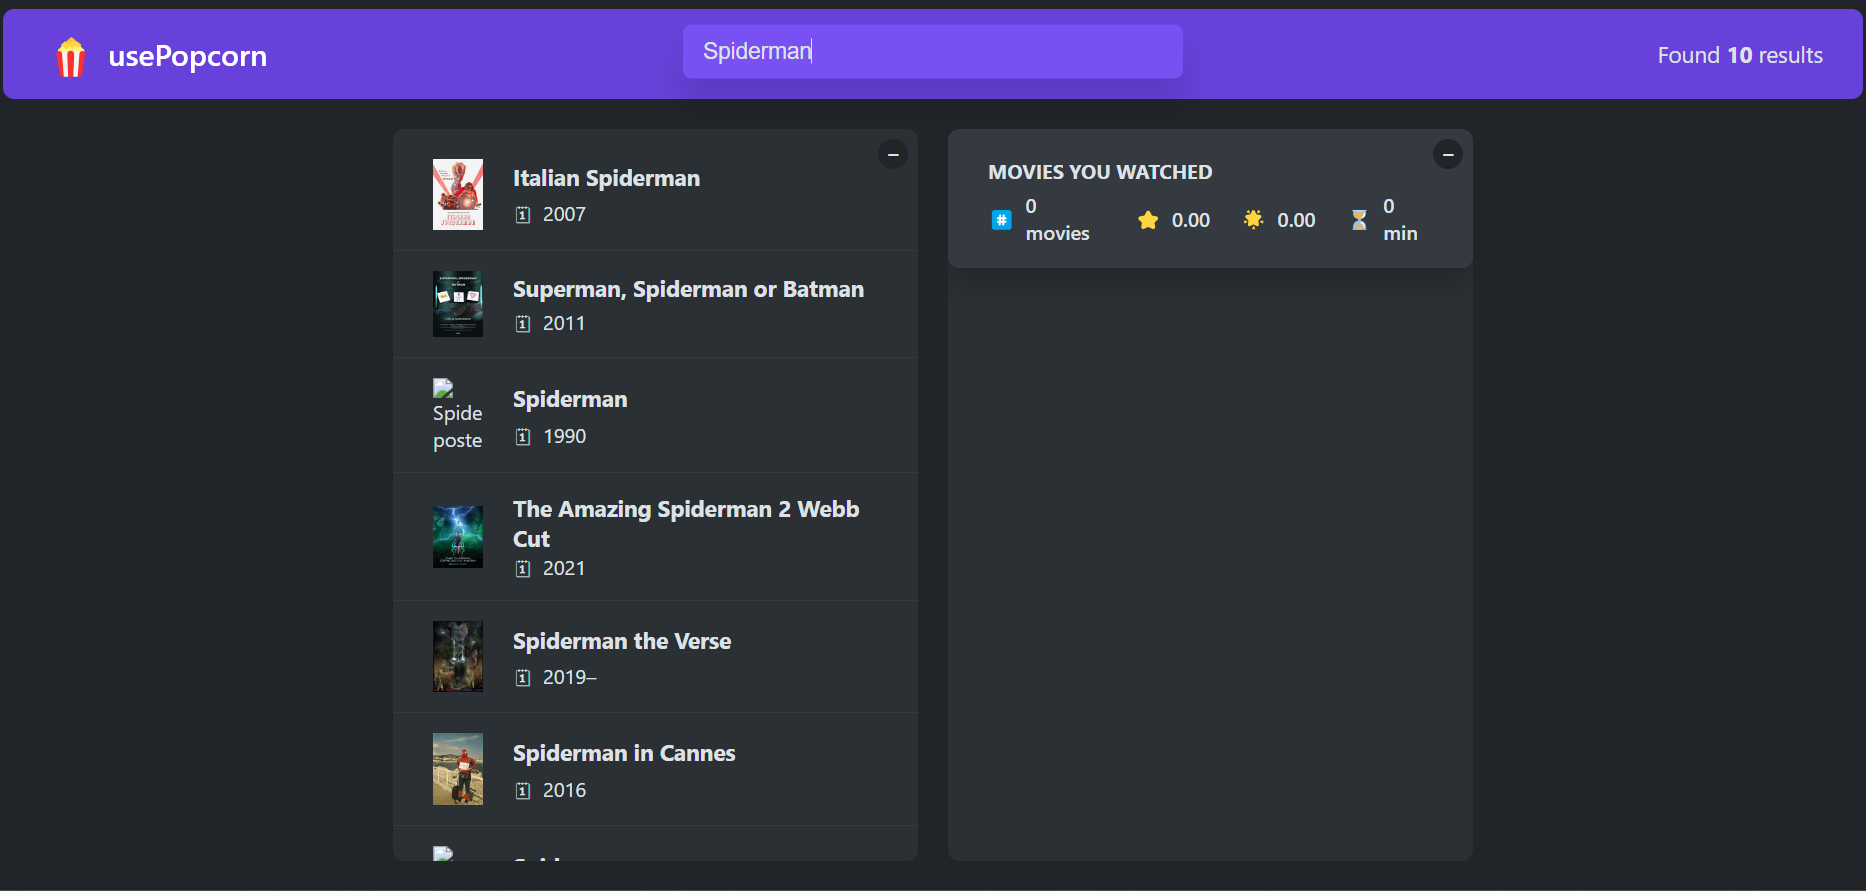 usePopcorn
Spiderman
Found 10 results
Italian Spiderman
2007
Superman, Spiderman or Batman
2011
Spide
poste
Spiderman
1990
The Amazing Spiderman 2 Webb
Cut
2021
Spiderman the Verse
2019–
Spiderman in Cannes
2016
MOVIES YOU WATCHED
0
movies
0.00
0.00
0
min